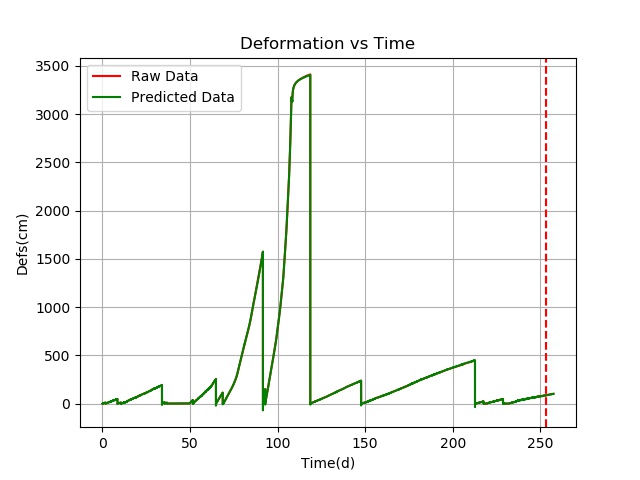 Deformation vs Time
Raw Data
Predicted Data
Defs(cm)
3500
3000
2500
2000
1500
1000
500
0
0 50 100 150 200 250
Time(d)